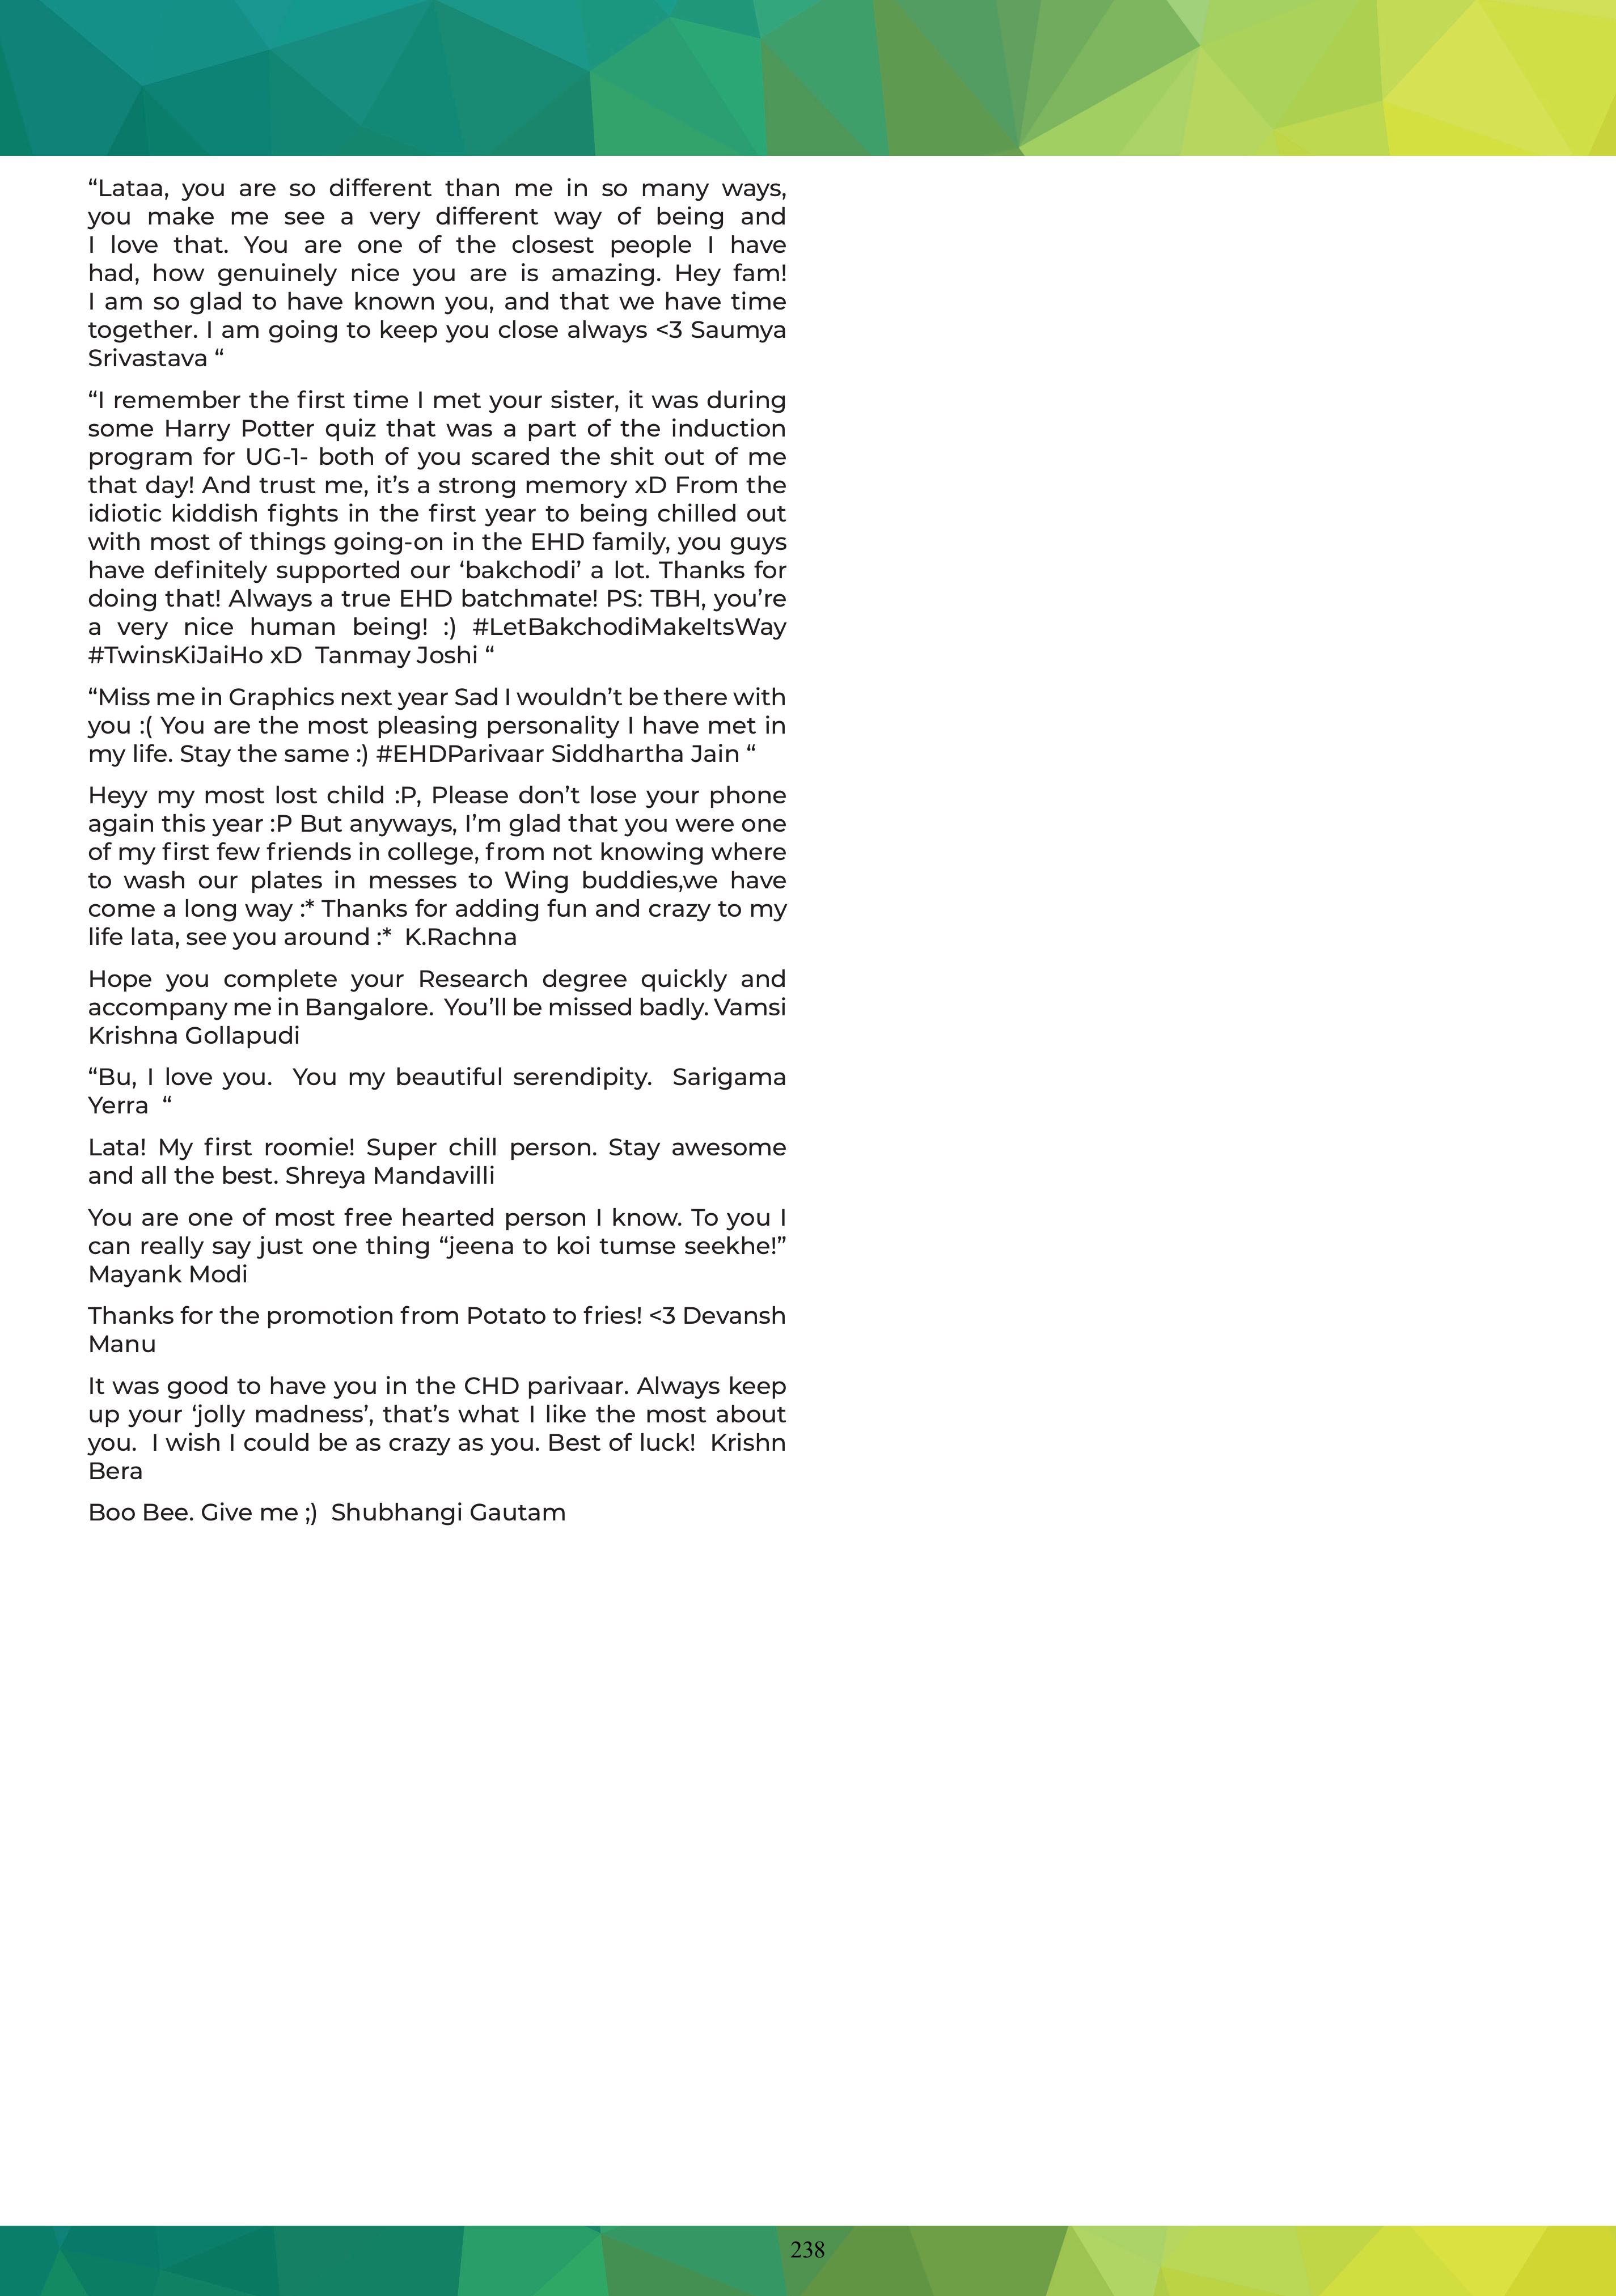 “Lataa, you are so different than me in so many ways,
you make me see a very different way of being and
I love that. You are one of the closest people I have
had, how genuinely nice you are is amazing. Hey fam!
I am so glad to have known you, and that we have time
together. I am going to keep you close always <3 Saumya
Srivastava “
“I remember the first time I met your sister, it was during
some Harry Potter quiz that was a part of the induction
program for UG-1- both of you scared the shit out of me
that day! And trust me, it’s a strong memory xD From the
idiotic kiddish fights in the first year to being chilled out
with most of things going-on in the EHD family, you guys
have definitely supported our ‘bakchodi’ a lot. Thanks for
doing that! Always a true EHD batchmate! PS: TBH, you’re
a very nice human being! :) #LetBakchodiMakeItsWay
#TwinsKiJaiHo xD  Tanmay Joshi “
“Miss me in Graphics next year Sad I wouldn’t be there with
you :( You are the most pleasing personality I have met in
my life. Stay the same :) #EHDParivaar Siddhartha Jain “
Heyy my most lost child :P, Please don’t lose your phone
again this year :P But anyways, I’m glad that you were one
of my first few friends in college, from not knowing where
to wash our plates in messes to Wing buddies,we have
come a long way :* Thanks for adding fun and crazy to my
life lata, see you around :*  K.Rachna
Hope you complete your Research degree quickly and
accompany me in Bangalore.  You’ll be missed badly. Vamsi
Krishna Gollapudi
“Bu, I love you.  You my beautiful serendipity.  Sarigama
Yerra  “
Lata! My first roomie! Super chill person. Stay awesome
and all the best. Shreya Mandavilli
You are one of most free hearted person I know. To you I
can really say just one thing “jeena to koi tumse seekhe!”
Mayank Modi
Thanks for the promotion from Potato to fries! <3 Devansh
Manu
It was good to have you in the CHD parivaar. Always keep
up your ‘jolly madness’, that’s what I like the most about
you.  I wish I could be as crazy as you. Best of luck!  Krishn
Bera
Boo Bee. Give me ;)  Shubhangi Gautam
238